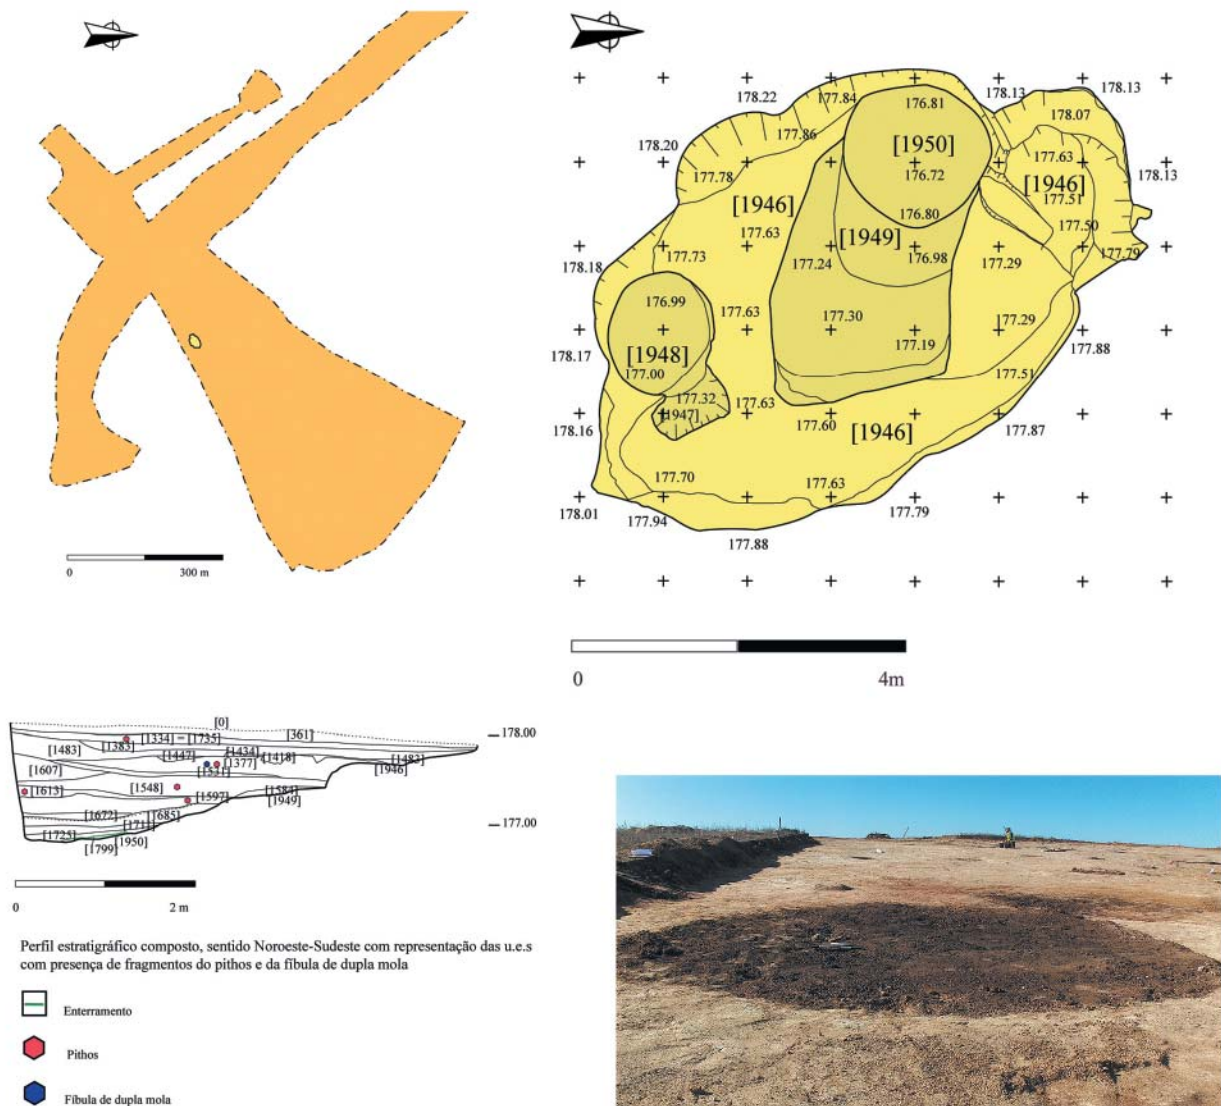 0 300 m
178.22 177.84 176.81 178.13 178.13
178.07
177.86 [1950]
178.20 177.63
177.78 176.72 [1946] 178.13
[1946] 177.51
176.80 177.50
177.63 [1949]
177.73 177.24 176.98 177.29 177.79
178.18
176.99 177.63 177.30 177.29
178.17 [1948] 177.19 177.88
177.00 177.51
177.32
[1947] 177.63
178.16 177.60 [1946] 177.87
177.70 177.63
178.01 177.94 177.79
177.88
0 4m
[0]
[1334] = [1735] [361] 178.00
[1483] [1383] [1447] [1434] [1418] [1483]
[1377]
[1607] [1531] [1946]
[1613] [1548] [1597] [1584]
[1949]
[1672] 177.00
[1725] [1950]
[1799]
0 2 m
Perfil estratigráfico composto, sentido Noroeste-Sudeste com representação das u.e.s
com presença de fragmentos do pithos e da fíbula de dupla mola
Enterramento
Pithos
Fíbula de dupla mola